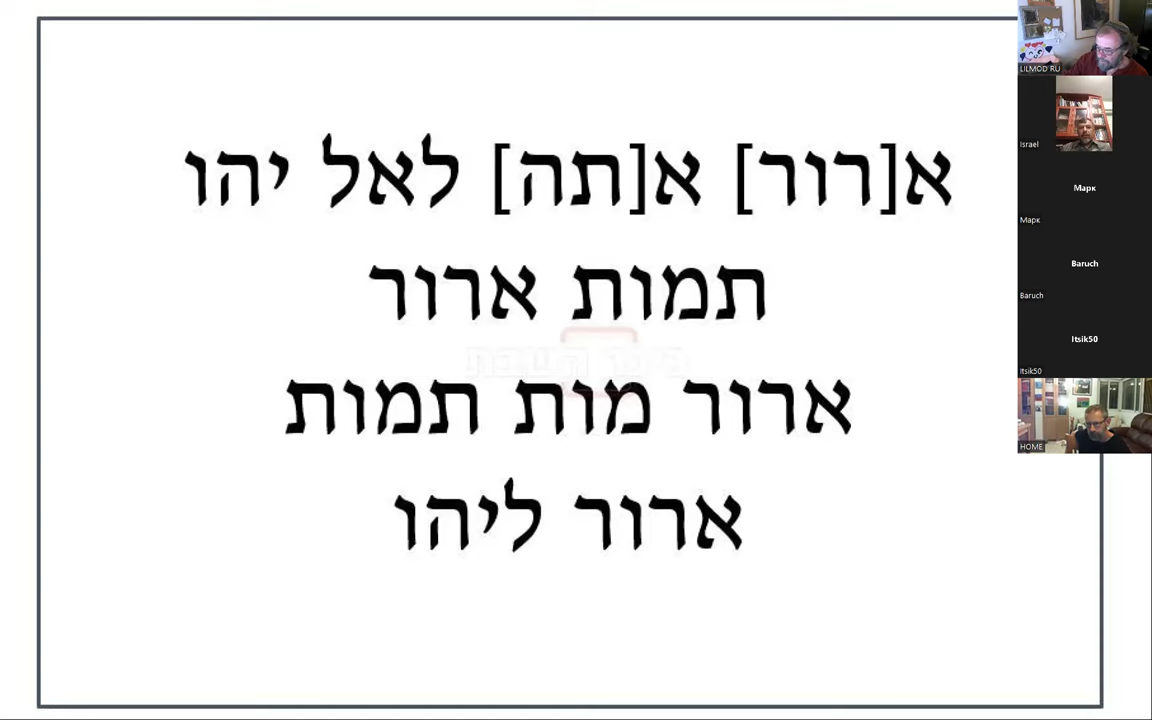 א[רור] א[תה] לאל יהו
תמות ארור
ארור מות תמות
ארור ליהו
LILMOD RU
Israel
Марк
Марк
Baruch
Baruch
Itsik50
Itsik50
HOME